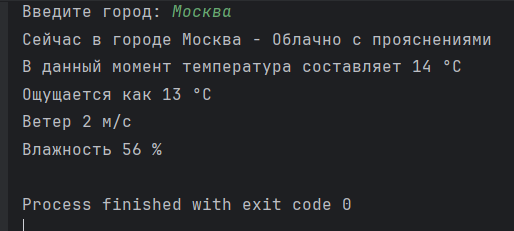 Введите город: Москва
Сейчас в городе Москва - Облачно с прояснениями
В данный момент температура составляет 14 °C
Ощущается как 13 °C
Ветер 2 м/с
Влажность 56 %
Process finished with exit code 0